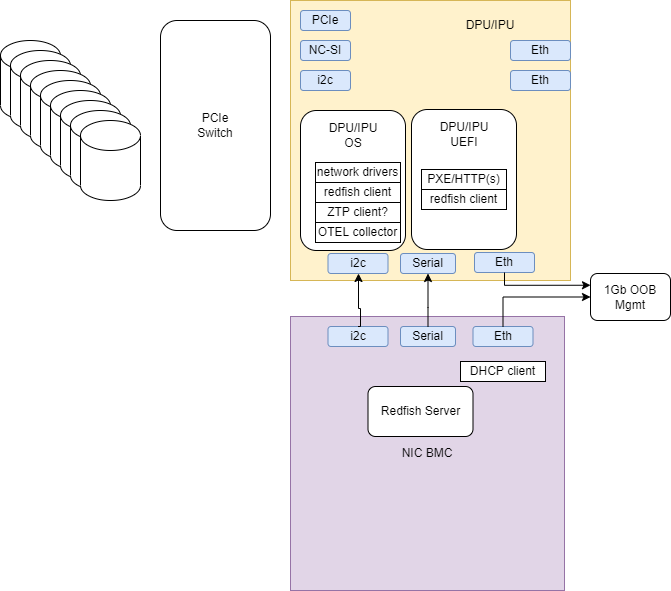 PCIe
DPU/IPU
NC-SI
Eth
i2c
Eth
PCIe
Switch
DPU/IPU
OS
network drivers
redfish client
ZTP client?
OTEL collector
DPU/IPU
UEFI
PXE/HTTP(s)
redfish client
i2c
Serial
Eth
1Gb OOB
Mgmt
i2c
Serial
Eth
DHCP client
Redfish Server
NIC BMC